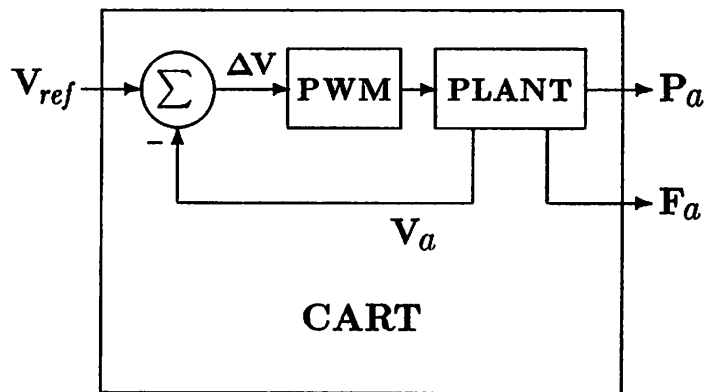 V_ref
Σ
ΔV
PWM
PLANT
P_a
−
F_a
V_a
CART